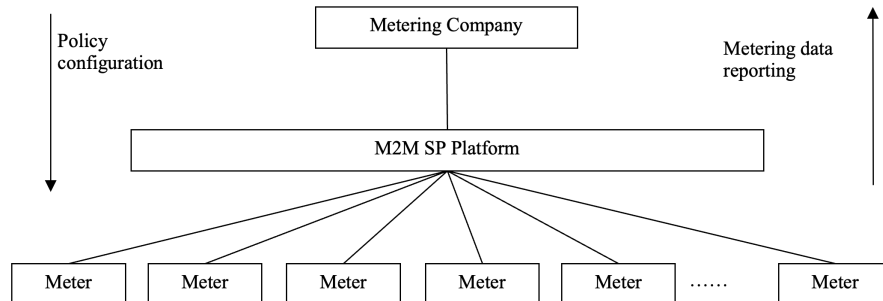 Metering Company
Policy
configuration
Metering data
reporting
M2M SP Platform
Meter
Meter
Meter
Meter
Meter
……
Meter